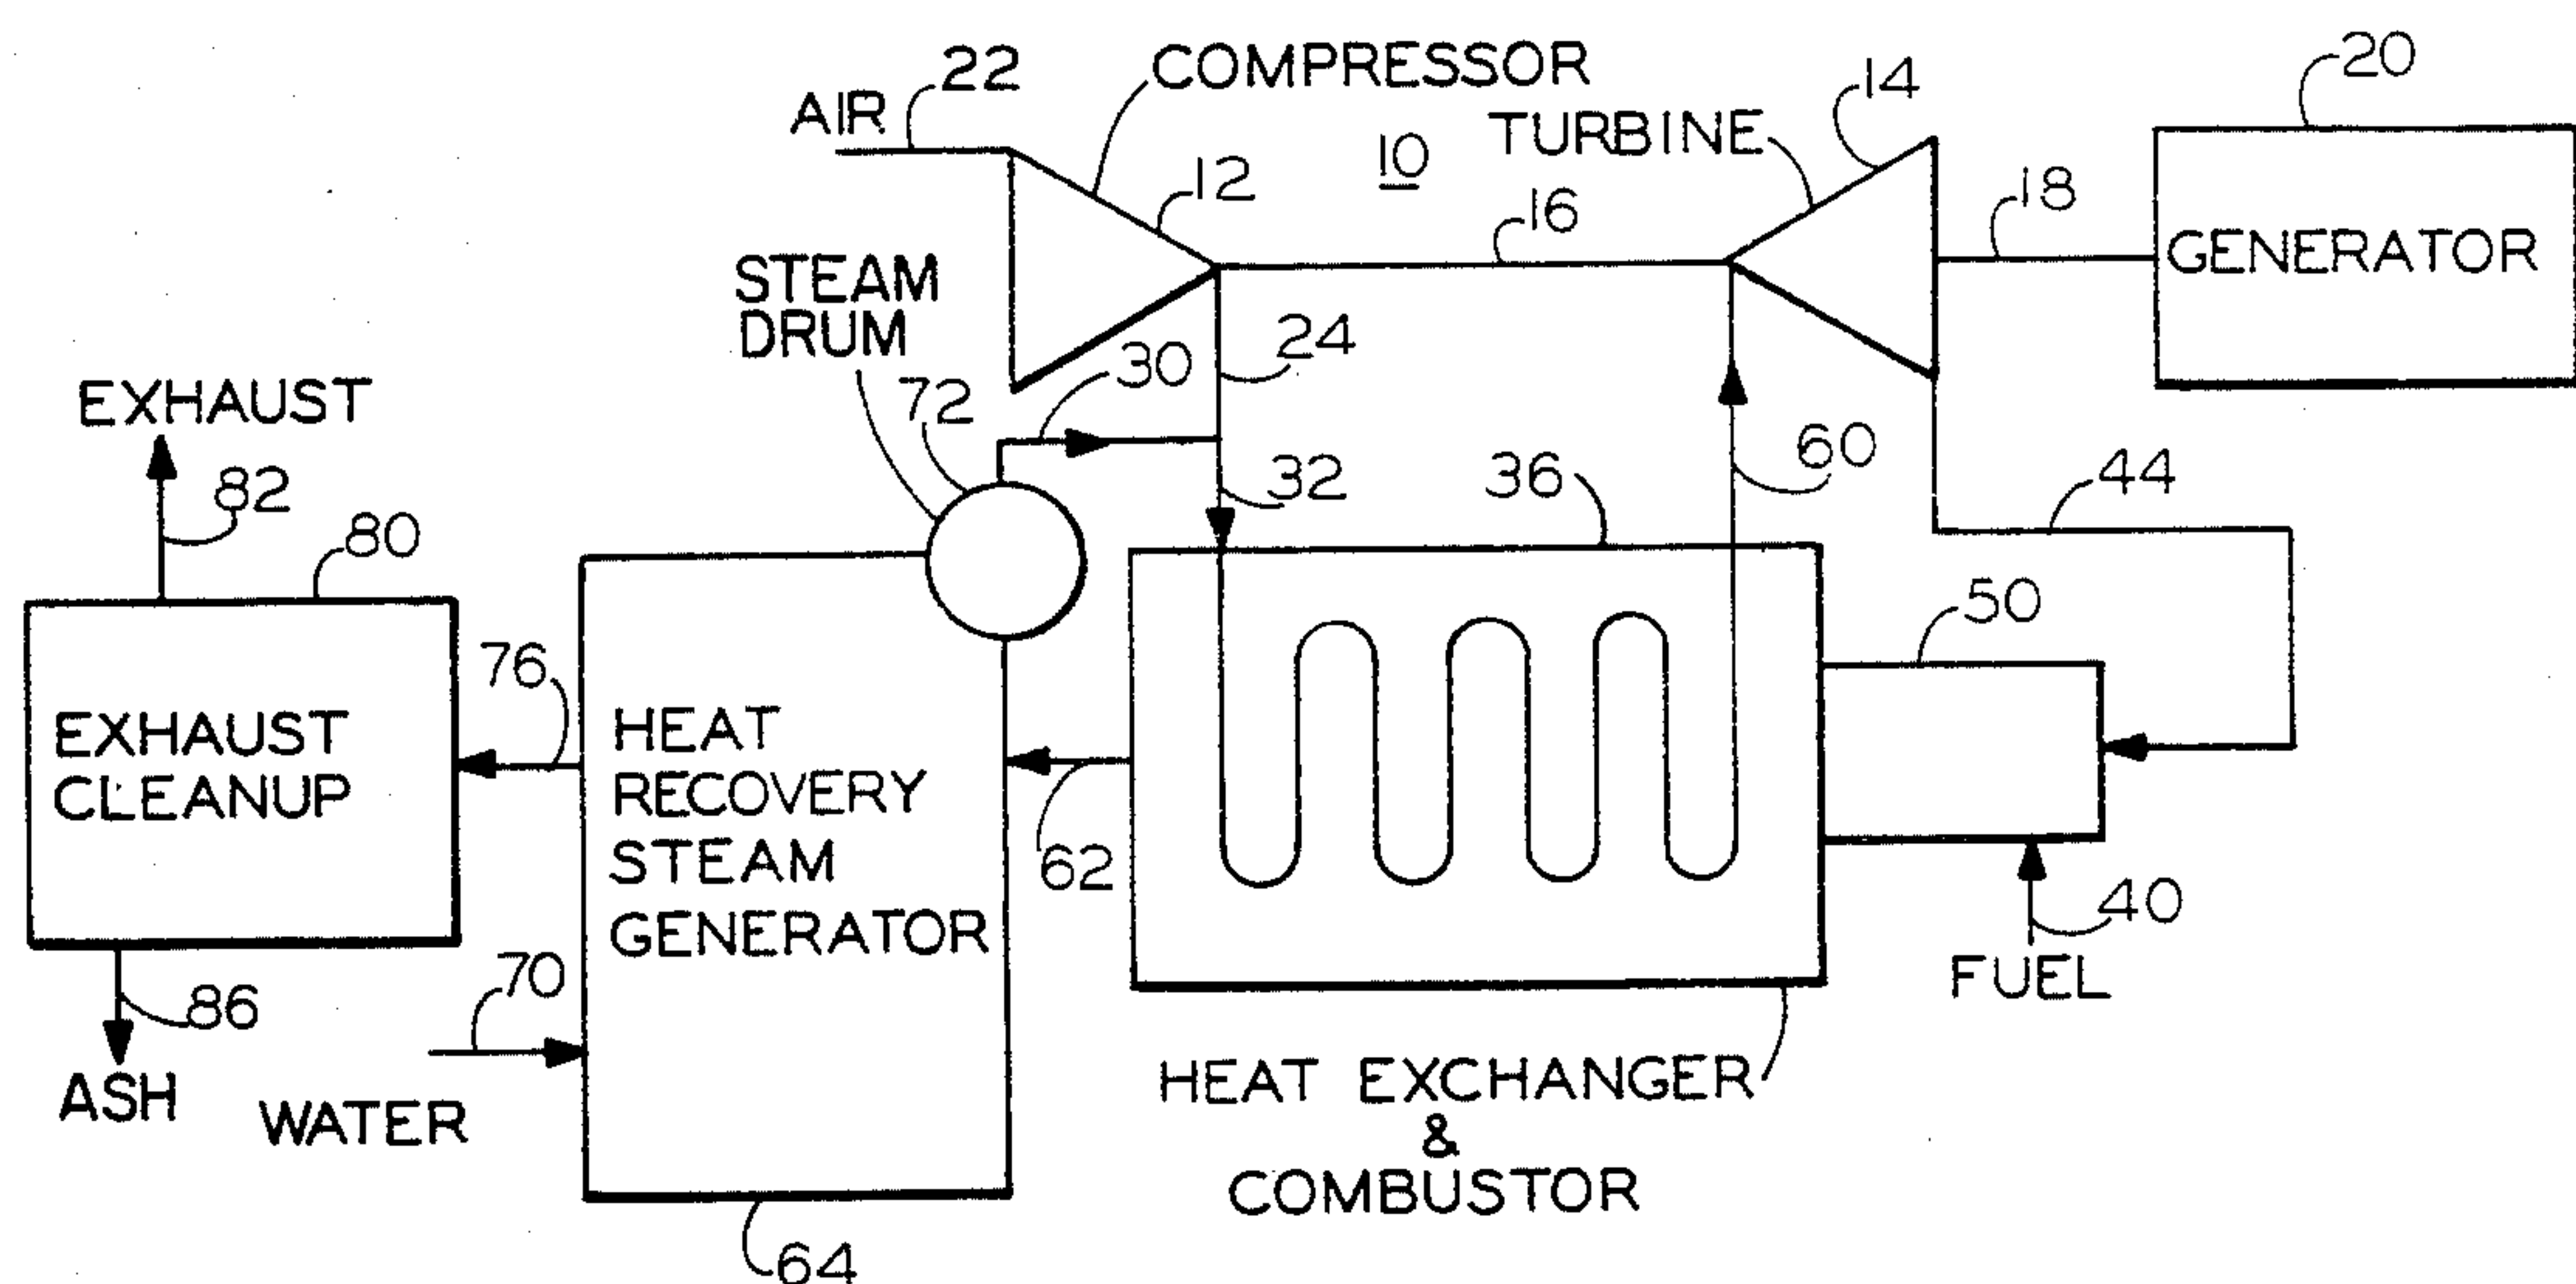 22
COMPRESSOR
AIR
12
10
TURBINE
14
20
16
18
GENERATOR
STEAM
DRUM
30
24
72
60
EXHAUST
82
32
36
44
80
50
76
EXHAUST
CLEANUP
HEAT
RECOVERY
STEAM
GENERATOR
62
40
FUEL
70
86
ASH
WATER
HEAT EXCHANGER
&
COMBUSTOR
64